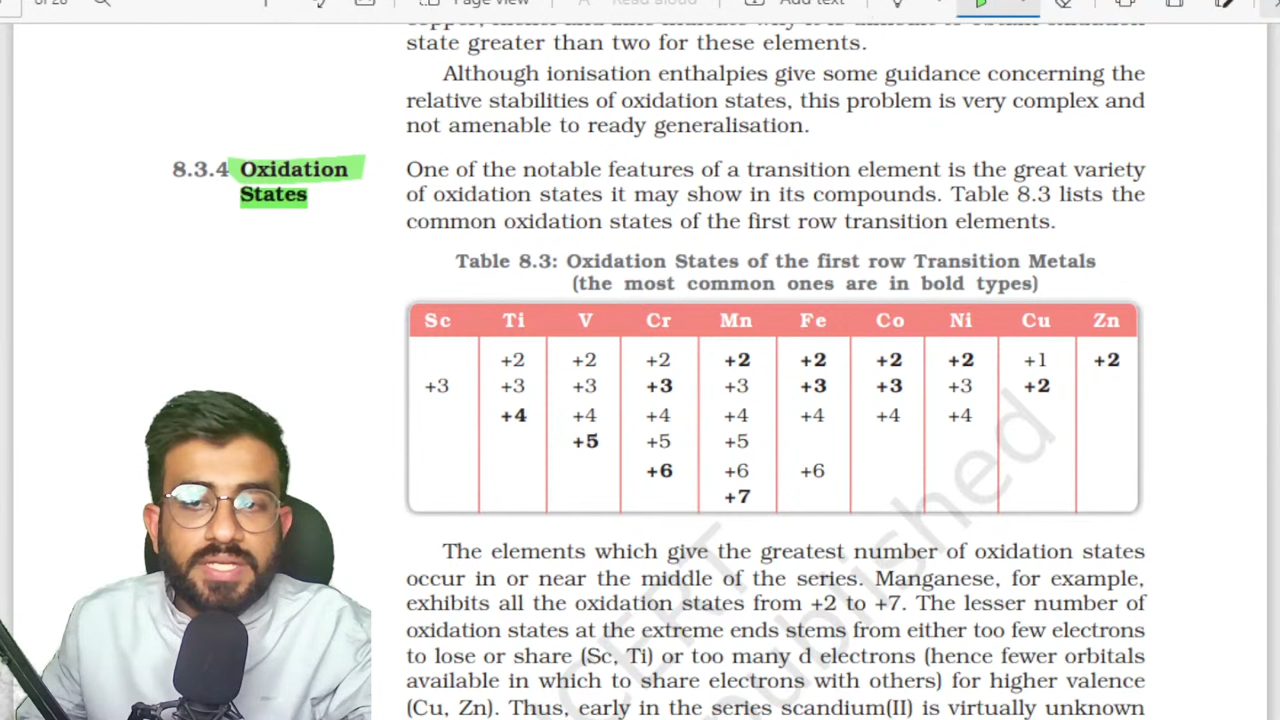 Page view
A
Read aloud
Add text
state greater than two for these elements.
Although ionisation enthalpies give some guidance concerning the
relative stabilities of oxidation states, this problem is very complex and
not amenable to ready generalisation.
8.3.4 Oxidation
States
One of the notable features of a transition element is the great variety
of oxidation states it may show in its compounds. Table 8.3 lists the
common oxidation states of the first row transition elements.
Table 8.3: Oxidation States of the first row Transition Metals
(the most common ones are in bold types)
Sc Ti V Cr Mn Fe Co Ni Cu Zn
+2 +2 +2 +2 +2 +2 +2 +1 +2
+3 +3 +3 +3 +3 +3 +3 +3 +2
+4 +4 +4 +4 +4 +4 +4
+5 +5 +5
+6 +6 +6
+7
The elements which give the greatest number of oxidation states
occur in or near the middle of the series. Manganese, for example,
exhibits all the oxidation states from +2 to +7. The lesser number of
oxidation states at the extreme ends stems from either too few electrons
to lose or share (Sc, Ti) or too many d electrons (hence fewer orbitals
available in which to share electrons with others) for higher valence
(Cu, Zn). Thus, early in the series scandium(II) is virtually unknown